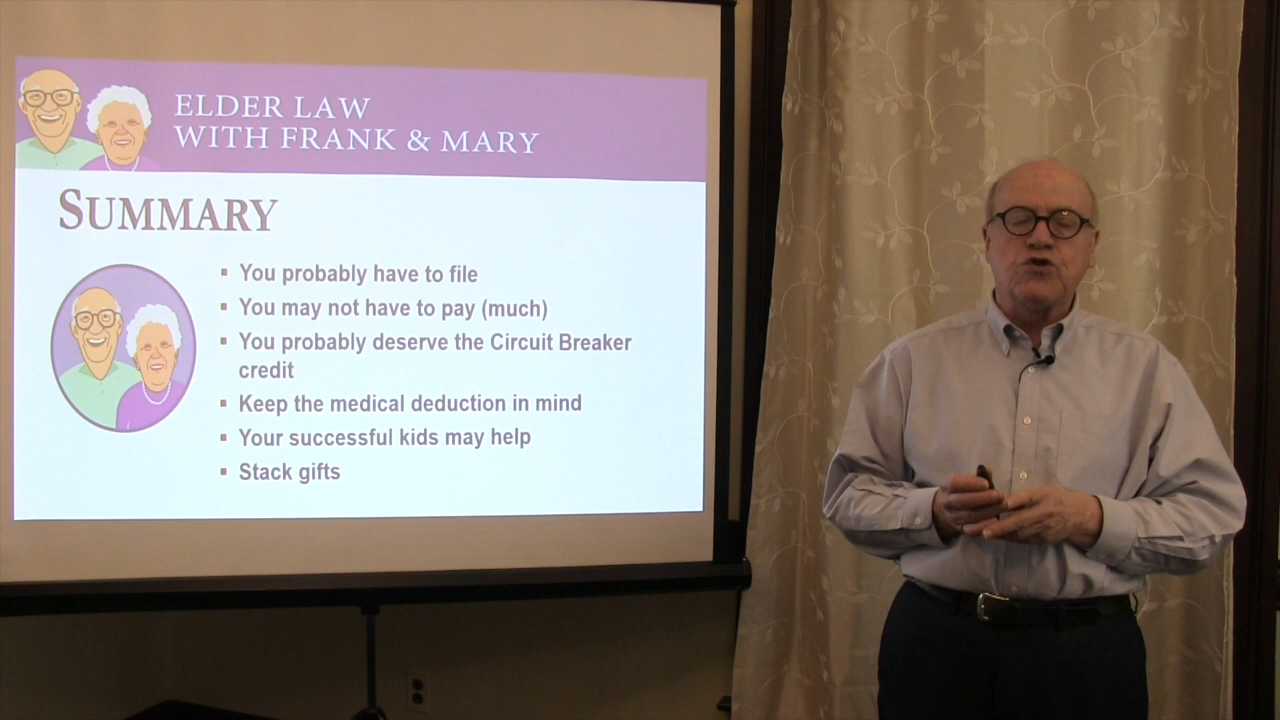 ELDER LAW
WITH FRANK & MARY
SUMMARY
▪ You probably have to file
▪ You may not have to pay (much)
▪ You probably deserve the Circuit Breaker
credit
▪ Keep the medical deduction in mind
▪ Your successful kids may help
▪ Stack gifts